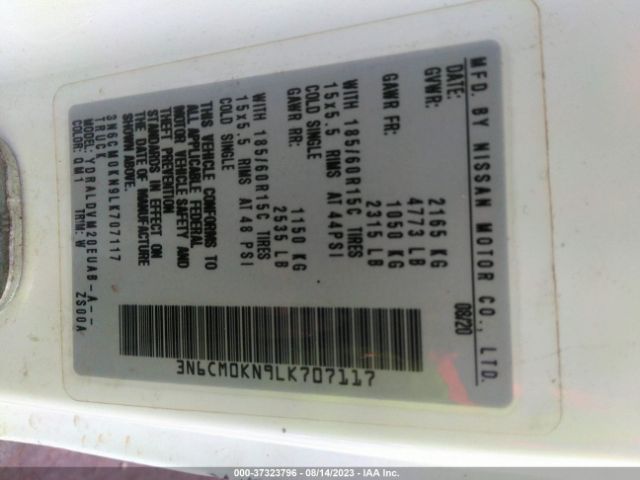 MFD. BY NISSAN MOTOR CO., LTD.
DATE: 08/20
GVWR: 2165 KG
4773 LB
GAWR FR: 1050 KG
2315 LB
WITH 185/60R15C TIRES
15x5.5 RIMS AT 44PSI
COLD SINGLE
GAWR RR: 1150 KG
2535 LB
WITH 185/60R15C TIRES
15x5.5 RIMS AT 48 PSI
COLD SINGLE
THIS VEHICLE CONFORMS TO
ALL APPLICABLE FEDERAL
MOTOR VEHICLE SAFETY AND
THEFT PREVENTION
STANDARDS IN EFFECT ON
THE DATE OF MANUFACTURE
SHOWN ABOVE.
3N6CM0KN9LK707117
TRUCK
MODEL: YDRALDVM20EUAB-A--
COLOR: QM1 TRIM: W ZS00A
3N6CM0KN9LK707117
000-37323796 - 08/14/2023 - IAA Inc.